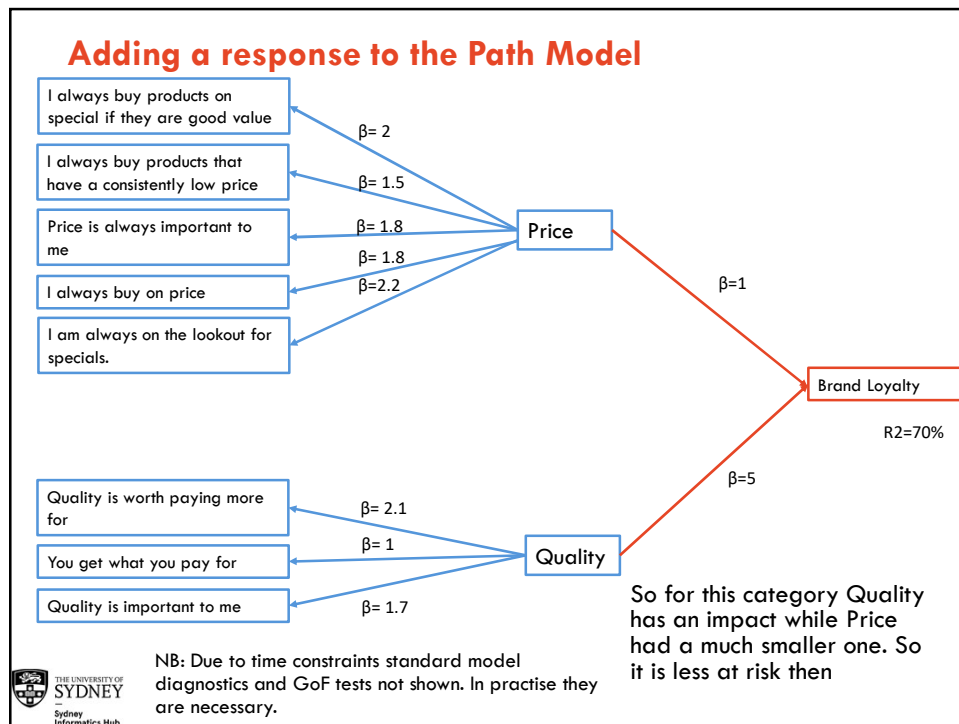 Adding a response to the Path Model
I always buy products on
special if they are good value
β= 2
I always buy products that
have a consistently low price
β= 1.5
Price is always important to
me
β= 1.8
Price
β= 1.8
I always buy on price
β=2.2
I am always on the lookout for
specials.
β=1
Brand Loyalty
R2=70%
β=5
Quality is worth paying more
for
β= 2.1
You get what you pay for
β= 1
Quality
Quality is important to me
β= 1.7
So for this category Quality
has an impact while Price
had a much smaller one. So
it is less at risk then
NB: Due to time constraints standard model
diagnostics and GoF tests not shown. In practise they
are necessary.
THE UNIVERSITY OF
SYDNEY
Sydney
Informatics Hub